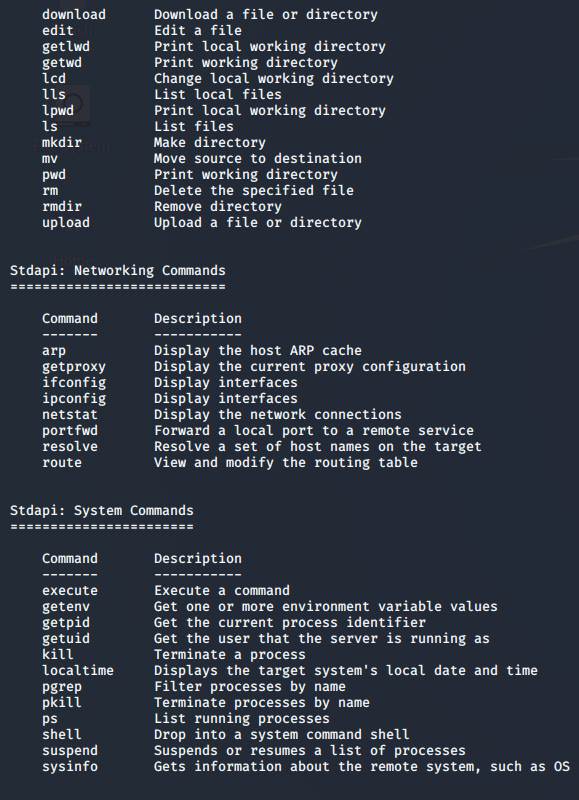 download Download a file or directory
edit Edit a file
getlwd Print local working directory
getwd Print working directory
lcd Change local working directory
lls List local files
lpwd Print local working directory
ls List files
mkdir Make directory
mv Move source to destination
pwd Print working directory
rm Delete the specified file
rmdir Remove directory
upload Upload a file or directory
Stdapi: Networking Commands
===========================
Command Description
------- -----------
arp Display the host ARP cache
getproxy Display the current proxy configuration
ifconfig Display interfaces
ipconfig Display interfaces
netstat Display the network connections
portfwd Forward a local port to a remote service
resolve Resolve a set of host names on the target
route View and modify the routing table
Stdapi: System Commands
=======================
Command Description
------- -----------
execute Execute a command
getenv Get one or more environment variable values
getpid Get the current process identifier
getuid Get the user that the server is running as
kill Terminate a process
localtime Displays the target system's local date and time
pgrep Filter processes by name
pkill Terminate processes by name
ps List running processes
shell Drop into a system command shell
suspend Suspends or resumes a list of processes
sysinfo Gets information about the remote system, such as OS